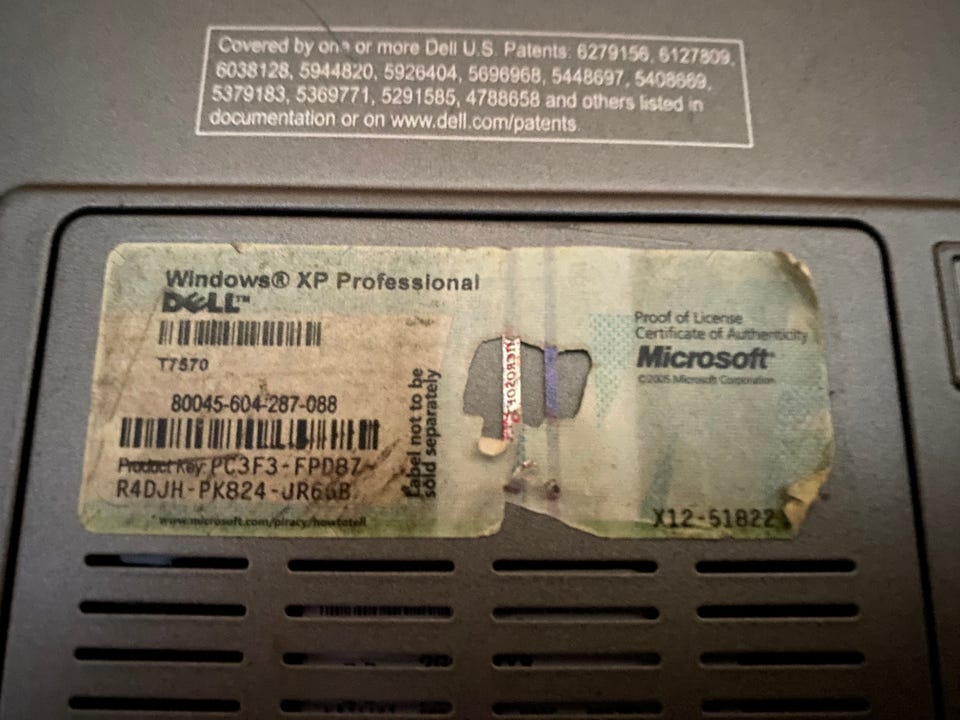 Covered by one or more Dell U.S. Patents: 6279156, 6127809,
6038128, 5944820, 5926404, 5696968, 5448697, 5408669,
5379183, 5369771, 5291585, 4788658 and others listed in
documentation or on www.dell.com/patents.
Windows® XP Professional
DELL™
T7570
80045-604-287-088
Product Key: PC3F3-FPD87-
R4DJH-PK824-
www.microsoft.com/piracy/howtotell
Label not to be
sold separately
Proof of License
Certificate of Authenticity
Microsoft®
©2005 Microsoft Corporation
X12-51822